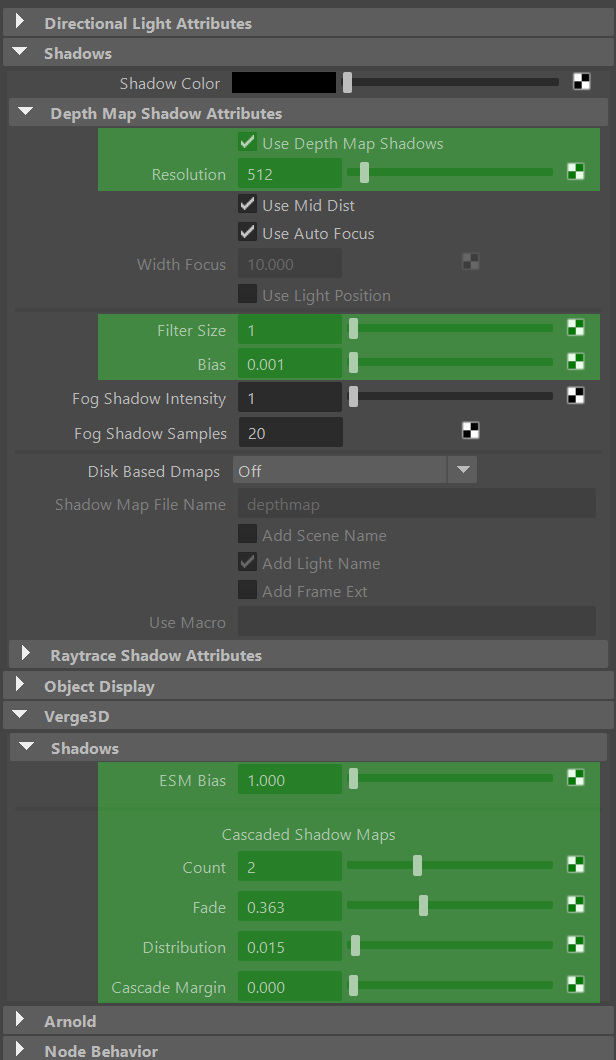 Directional Light Attributes
Shadows
Shadow Color
Depth Map Shadow Attributes
Use Depth Map Shadows
Resolution 512
Use Mid Dist
Use Auto Focus
Width Focus 10.000
Use Light Position
Filter Size 1
Bias 0.001
Fog Shadow Intensity 1
Fog Shadow Samples 20
Disk Based Dmaps Off
Shadow Map File Name depthmap
Add Scene Name
Add Light Name
Add Frame Ext
Use Macro
Raytrace Shadow Attributes
Object Display
Verge3D
Shadows
ESM Bias 1.000
Cascaded Shadow Maps
Count 2
Fade 0.363
Distribution 0.015
Cascade Margin 0.000
Arnold
Node Behavior